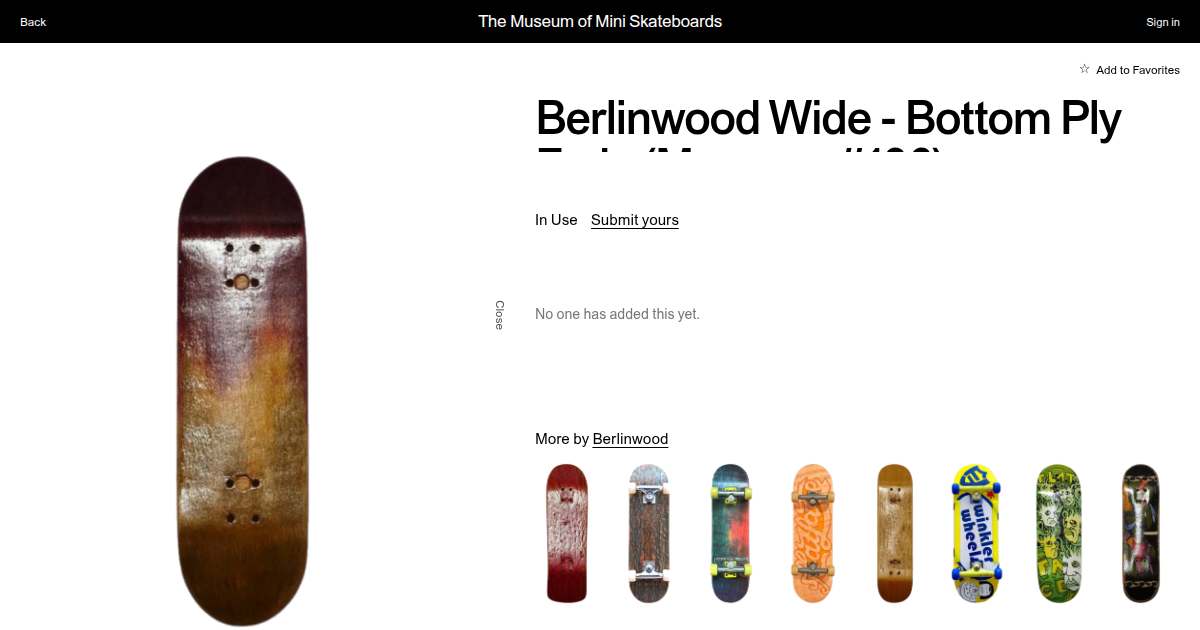 Back
The Museum of Mini Skateboards
Sign in
☆ Add to Favorites
Berlinwood Wide - Bottom Ply
In Use Submit yours
Close
No one has added this yet.
More by Berlinwood
winkler
wheels